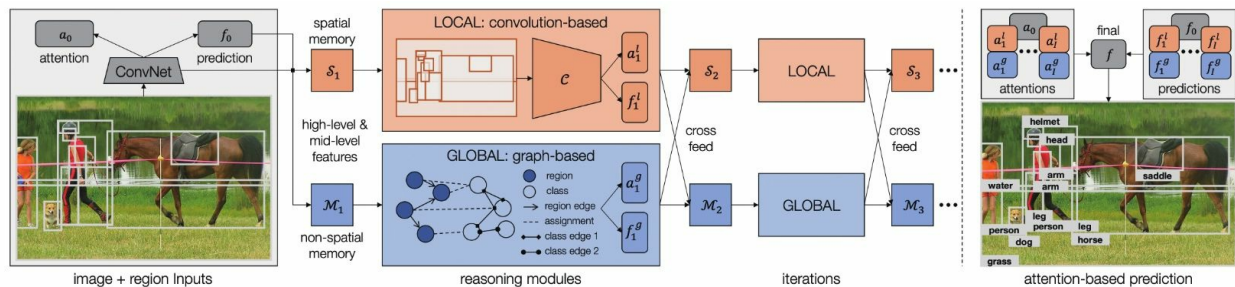 a₀
attention
f₀
prediction
ConvNet
image + region Inputs
spatial
memory
S₁
high-level &
mid-level
features
M₁
non-spatial
memory
LOCAL: convolution-based
C
a₁ˡ
f₁ˡ
GLOBAL: graph-based
region
class
region edge
assignment
class edge 1
class edge 2
a₁ᵍ
f₁ᵍ
reasoning modules
S₂
cross
feed
M₂
LOCAL
GLOBAL
iterations
S₃
cross
feed
M₃
a₀
a₁ˡ
a_Iˡ
a₁ᵍ
a_Iᵍ
attentions
final
f
f₀
f₁ˡ
f_Iˡ
f₁ᵍ
f_Iᵍ
predictions
helmet
head
arm
saddle
water
arm
leg
leg
person
person
dog
horse
grass
attention-based prediction